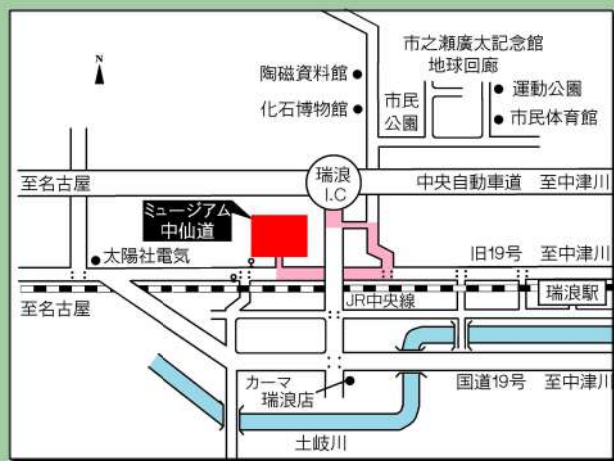 N
市之瀬廣太記念館
地球回廊
陶磁資料館
運動公園
化石博物館
市民
公園
市民体育館
瑞浪
I.C
至名古屋
中央自動車道 至中津川
ミュージアム
中仙道
太陽社電気
旧19号 至中津川
至名古屋
JR中央線
瑞浪駅
カーマ
瑞浪店
国道19号 至中津川
土岐川